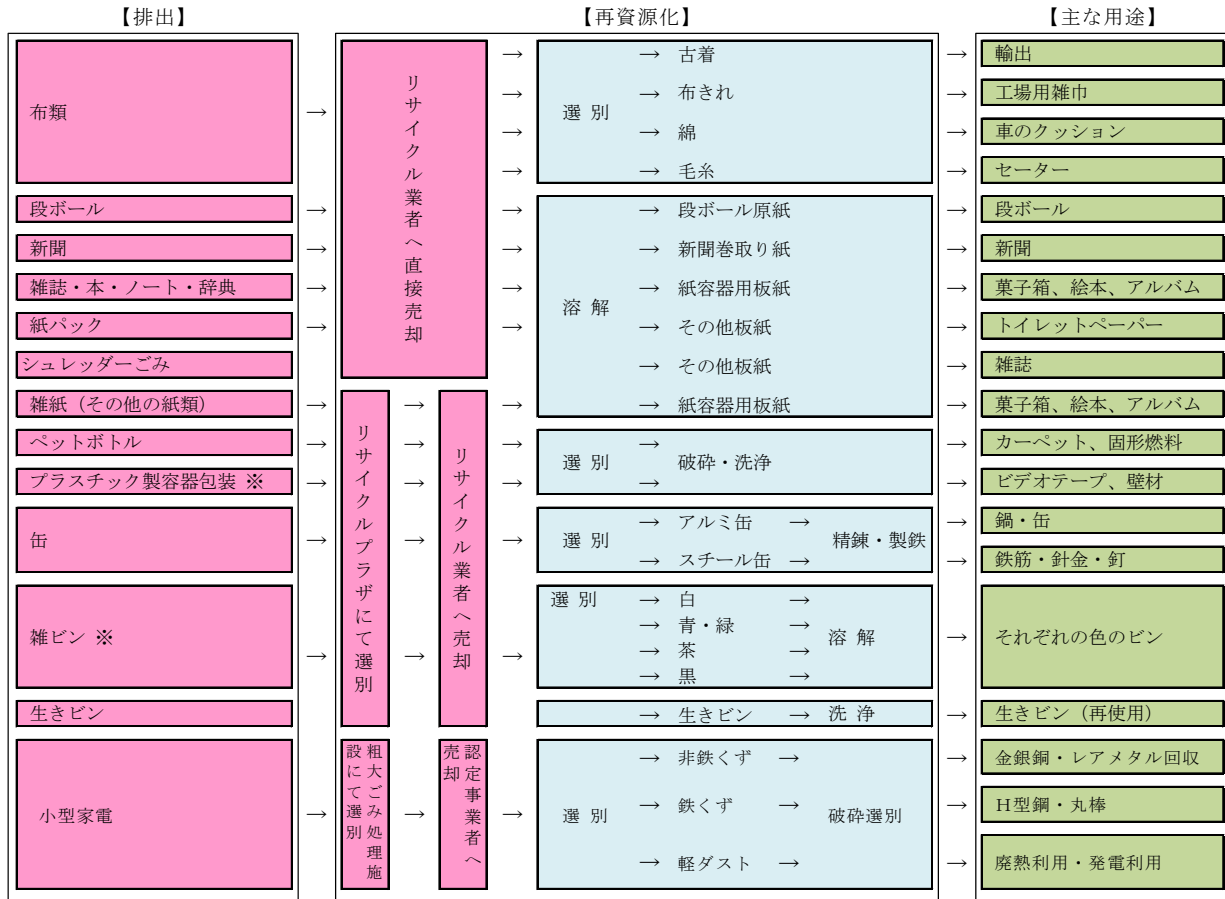 【排出】 【再資源化】 【主な用途】
布類 → リサイクル業者へ直接売却 → 選 別 → 古着 → 輸出
→ → 布きれ → 工場用雑巾
→ → 綿 → 車のクッション
→ → 毛糸 → セーター
段ボール → → 溶 解 → 段ボール原紙 → 段ボール
新聞 → → → 新聞巻取り紙 → 新聞
雑誌・本・ノート・辞典 → → → 紙容器用板紙 → 菓子箱、絵本、アルバム
紙パック → → → その他板紙 → トイレットペーパー
シュレッダーごみ → その他板紙 → 雑誌
雑紙（その他の紙類） → リサイクルプラザにて選別 → リサイクル業者へ売却 → → 紙容器用板紙 → 菓子箱、絵本、アルバム
ペットボトル → → → 選 別 → 破砕・洗浄 → カーペット、固形燃料
プラスチック製容器包装 ※ → → → → → ビデオテープ、壁材
缶 → → → 選 別 → アルミ缶 → 精錬・製鉄 → 鍋・缶
→ スチール缶 → → 鉄筋・針金・釘
雑ビン ※ → → → 選 別 → 白 → 溶 解 → それぞれの色のビン
→ 青・緑 →
→ 茶 →
→ 黒 →
生きビン → 生きビン → 洗 浄 → 生きビン（再使用）
小型家電 → 粗大ごみ処理施設にて選別 → 認定事業者へ売却 → 選 別 → 非鉄くず → 破砕選別 → 金銀銅・レアメタル回収
→ 鉄くず → → Ｈ型鋼・丸棒
→ 軽ダスト → → 廃熱利用・発電利用